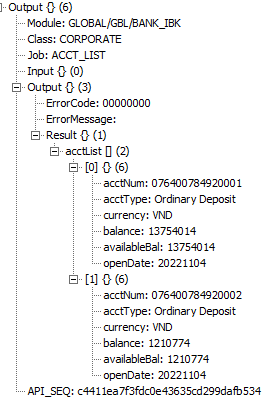 Output {} (6)
Module: GLOBAL/GBL/BANK_IBK
Class: CORPORATE
Job: ACCT_LIST
Input {} (0)
Output {} (3)
ErrorCode: 00000000
ErrorMessage:
Result {} (1)
acctList [] (2)
[0] {} (6)
acctNum: 076400784920001
acctType: Ordinary Deposit
currency: VND
balance: 13754014
availableBal: 13754014
openDate: 20221104
[1] {} (6)
acctNum: 076400784920002
acctType: Ordinary Deposit
currency: VND
balance: 1210774
availableBal: 1210774
openDate: 20221104
API_SEQ: c4411ea7f3fdc0e43635cd299dafb534